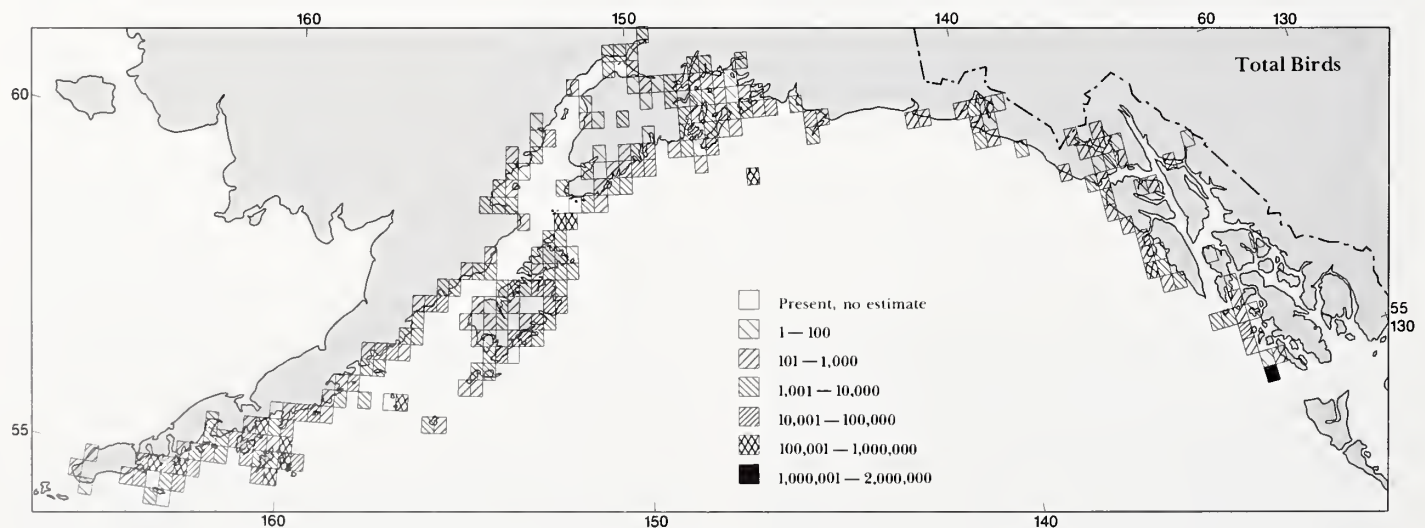 160 150 140 60 130
Total Birds
60
55
130
55
Present, no estimate
1 — 100
101 — 1,000
1,001 — 10,000
10,001 — 100,000
100,001 — 1,000,000
1,000,001 — 2,000,000
160 150 140